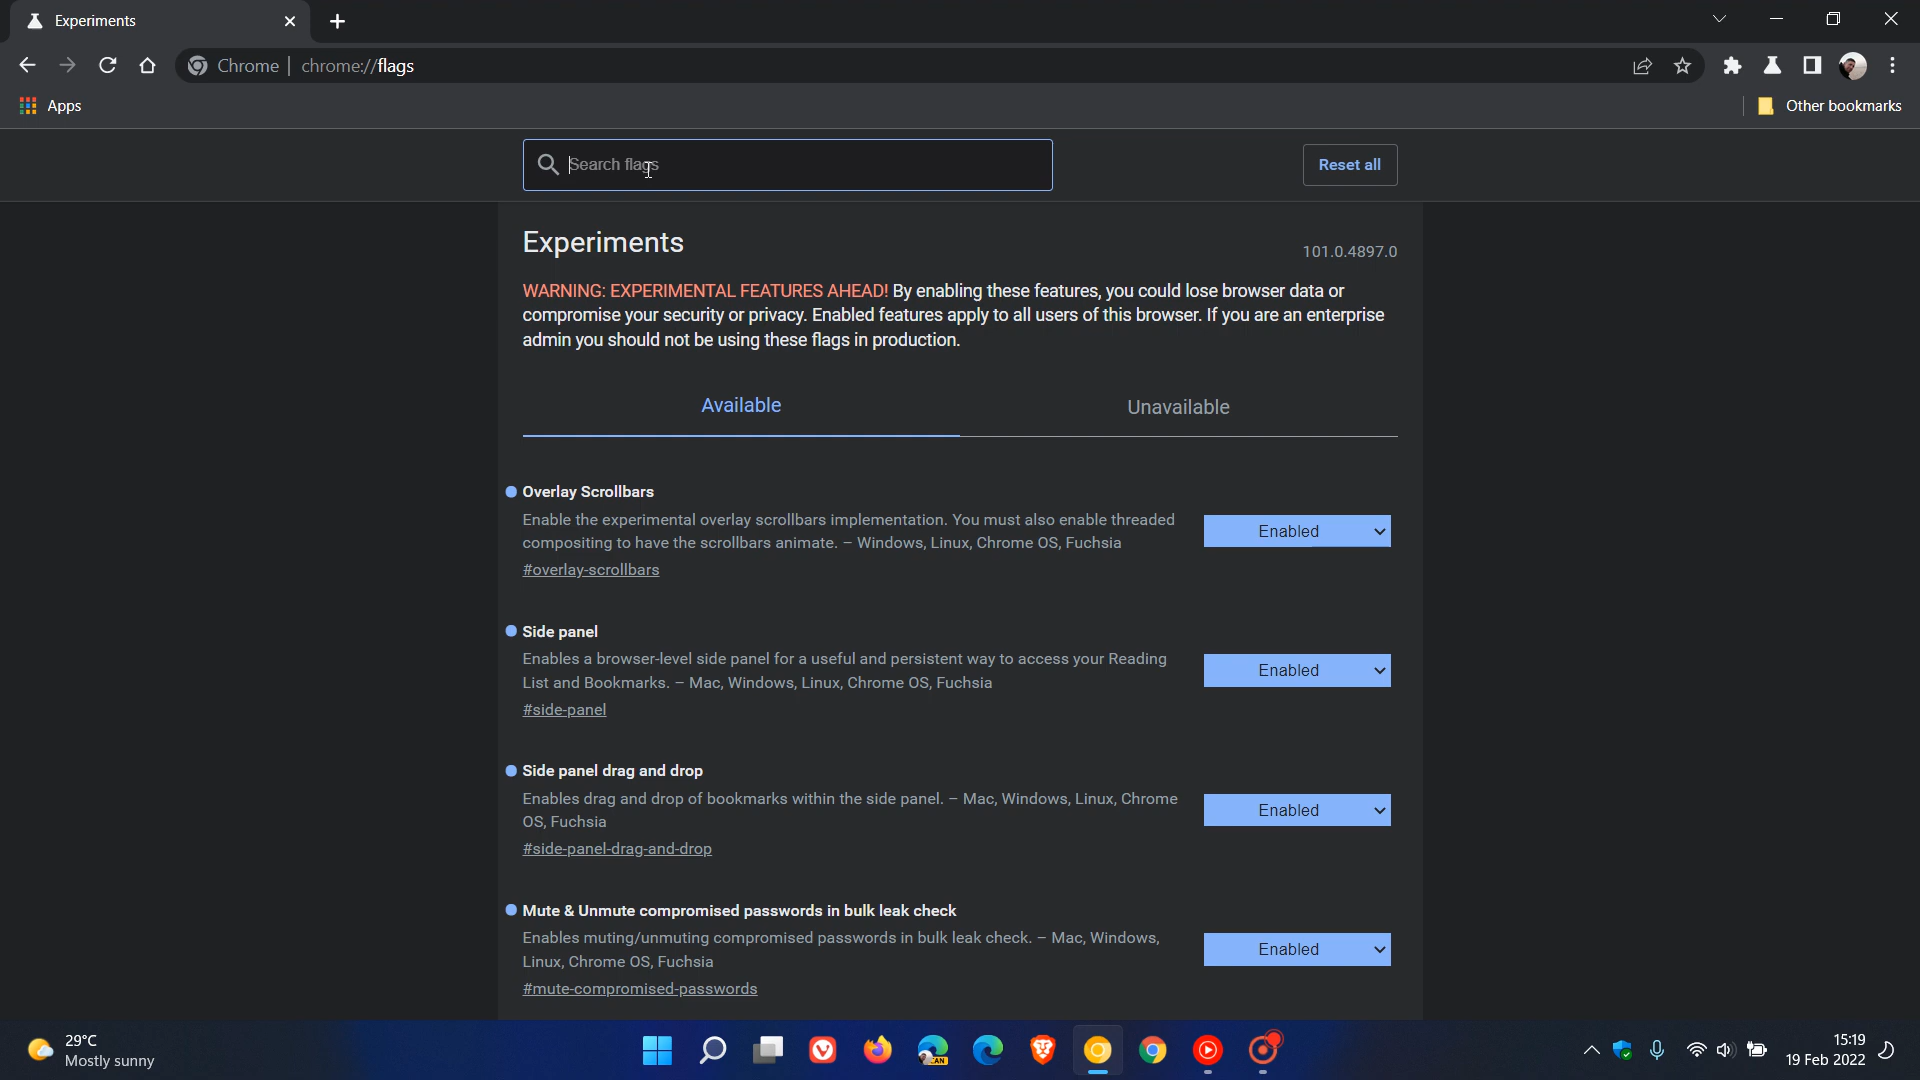 Experiments
Chrome
chrome://flags
Apps
Other bookmarks
Search flags
Reset all
Experiments
101.0.4897.0
WARNING: EXPERIMENTAL FEATURES AHEAD! By enabling these features, you could lose browser data or
compromise your security or privacy. Enabled features apply to all users of this browser. If you are an enterprise
admin you should not be using these flags in production.
Available
Unavailable
Overlay Scrollbars
Enable the experimental overlay scrollbars implementation. You must also enable threaded
compositing to have the scrollbars animate. – Windows, Linux, Chrome OS, Fuchsia
#overlay-scrollbars
Enabled
Side panel
Enables a browser-level side panel for a useful and persistent way to access your Reading
List and Bookmarks. – Mac, Windows, Linux, Chrome OS, Fuchsia
#side-panel
Enabled
Side panel drag and drop
Enables drag and drop of bookmarks within the side panel. – Mac, Windows, Linux, Chrome
OS, Fuchsia
#side-panel-drag-and-drop
Enabled
Mute & Unmute compromised passwords in bulk leak check
Enables muting/unmuting compromised passwords in bulk leak check. – Mac, Windows,
Linux, Chrome OS, Fuchsia
#mute-compromised-passwords
Enabled
29°C
Mostly sunny
CAN
15:19
19 Feb 2022